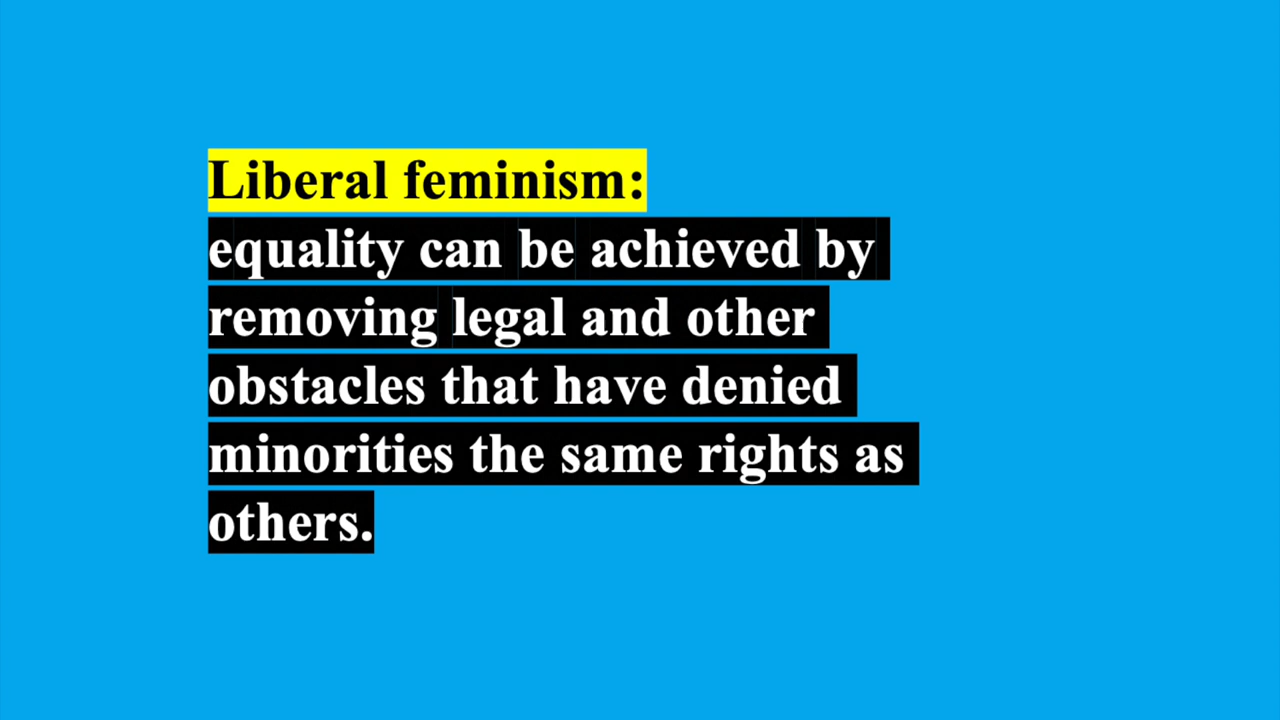 Liberal feminism:
equality can be achieved by
removing legal and other
obstacles that have denied
minorities the same rights as
others.